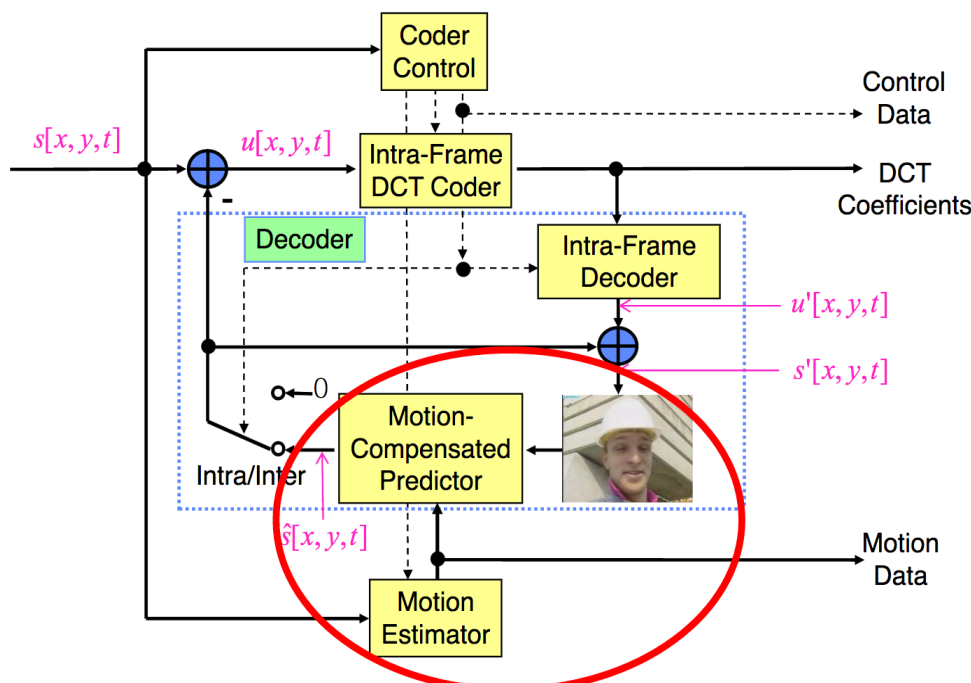 Coder
Control
Control
Data
s[x, y,t]
u[x, y,t]
Intra-Frame
DCT Coder
DCT
Coefficients
-
Decoder
Intra-Frame
Decoder
u'[x, y,t]
s'[x, y,t]
0
Motion-
Compensated
Predictor
Intra/Inter
ŝ[x, y,t]
Motion
Data
Motion
Estimator